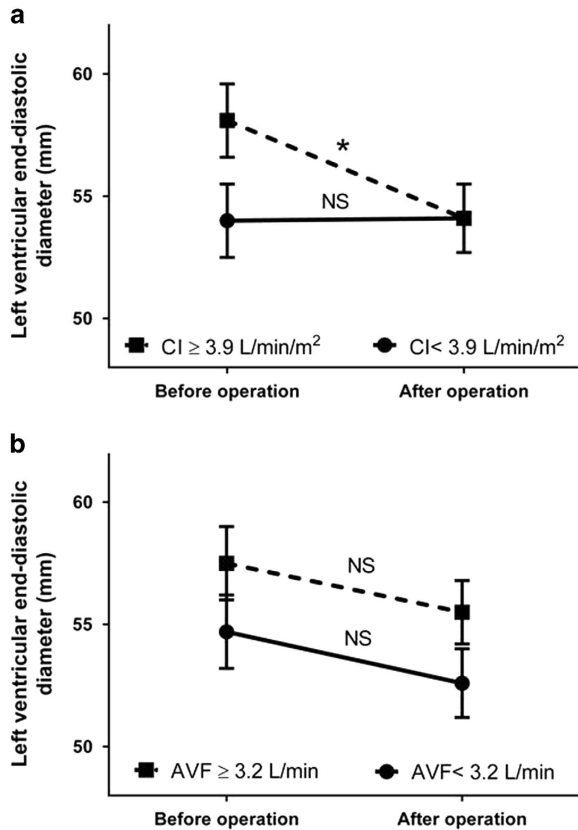 a
Left ventricular end-diastolic
diameter (mm)
60
55
50
*
NS
CI ≥ 3.9 L/min/m²
CI< 3.9 L/min/m²
Before operation
After operation
b
Left ventricular end-diastolic
diameter (mm)
60
55
50
NS
NS
AVF ≥ 3.2 L/min
AVF< 3.2 L/min
Before operation
After operation